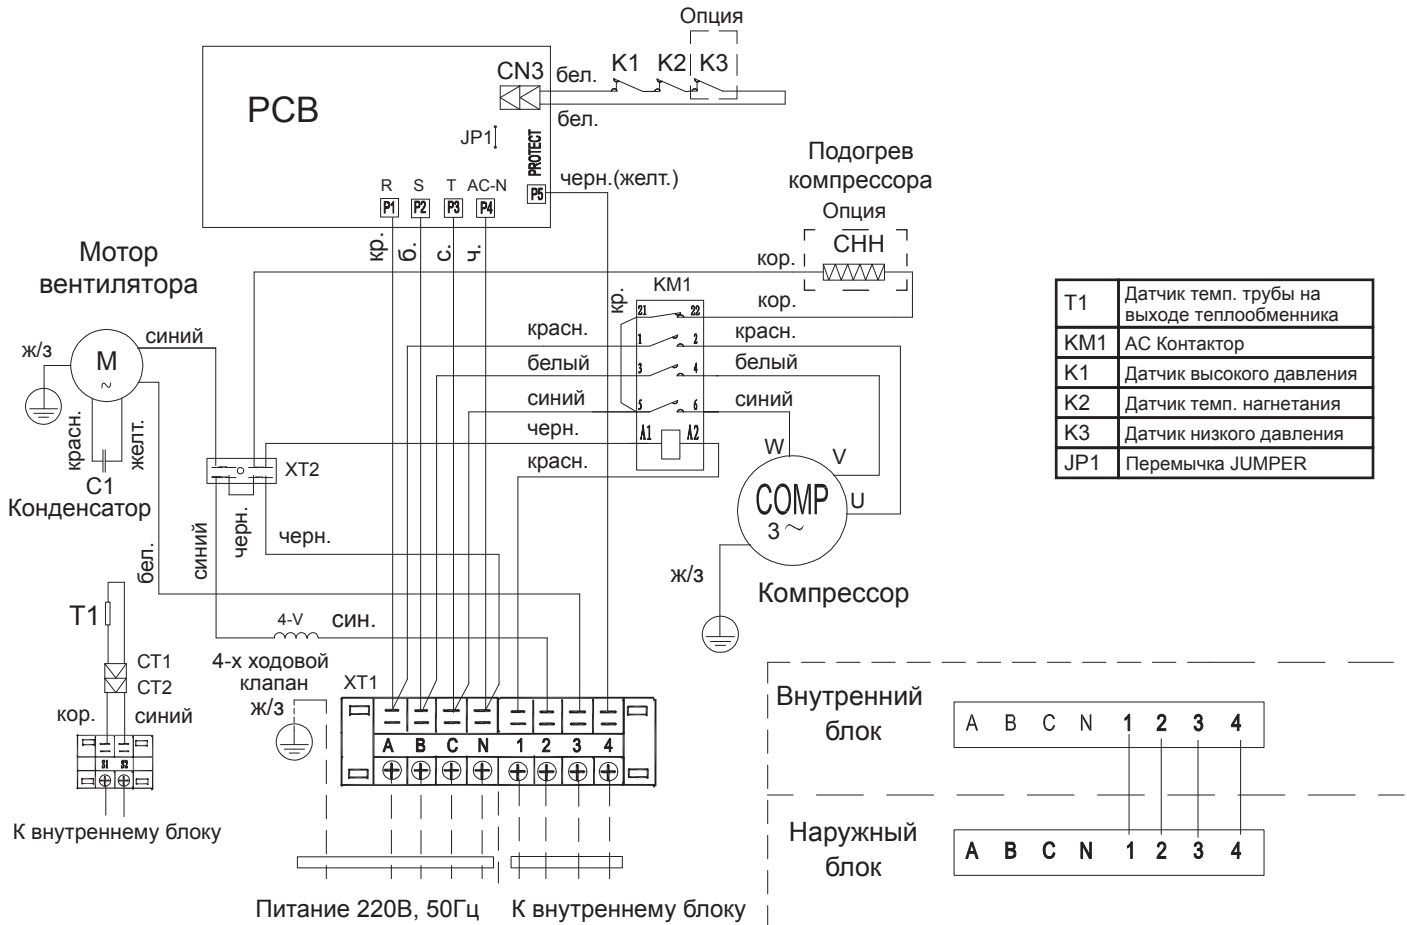 Опция
PCB
CN3
бел.
K1
K2
K3
бел.
JP1
PROTECT
R
S
T
AC-N
P1
P2
P3
P4
P5
черн.(желт.)
Подогрев
компрессора
Опция
CHH
кр.
б.
с.
ч.
кор.
кор.
Мотор
вентилятора
синий
ж/з
M
~
красн.
желт.
C1
Конденсатор
KM1
кр.
21
22
красн.
1
2
красн.
белый
3
4
белый
синий
5
6
синий
черн.
A1
A2
красн.
XT2
синий
черн.
черн.
бел.
W
V
U
COMP
3 ~
ж/з
Компрессор
T1
Датчик темп. трубы на
выходе теплообменника
KM1
АС Контактор
K1
Датчик высокого давления
K2
Датчик темп. нагнетания
K3
Датчик низкого давления
JP1
Перемычка JUMPER
T1
CT1
CT2
кор.
синий
S1
S2
К внутреннему блоку
4-V
син.
4-х ходовой
клапан
ж/з
XT1
A B C N 1 2 3 4
Питание 220В, 50Гц
К внутреннему блоку
Внутренний
блок
A B C N 1 2 3 4
Наружный
блок
A B C N 1 2 3 4